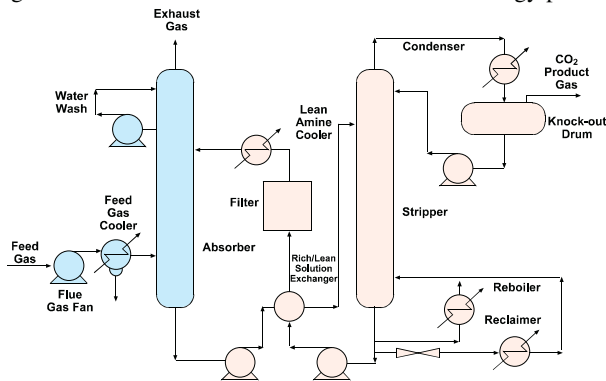 Exhaust
Gas
Condenser
CO2
Product
Gas
Water
Wash
Lean
Amine
Cooler
Knock-out
Drum
Filter
Feed
Gas
Cooler
Stripper
Absorber
Feed
Gas
Rich/Lean
Solution
Exchanger
Flue
Gas Fan
Reboiler
Reclaimer